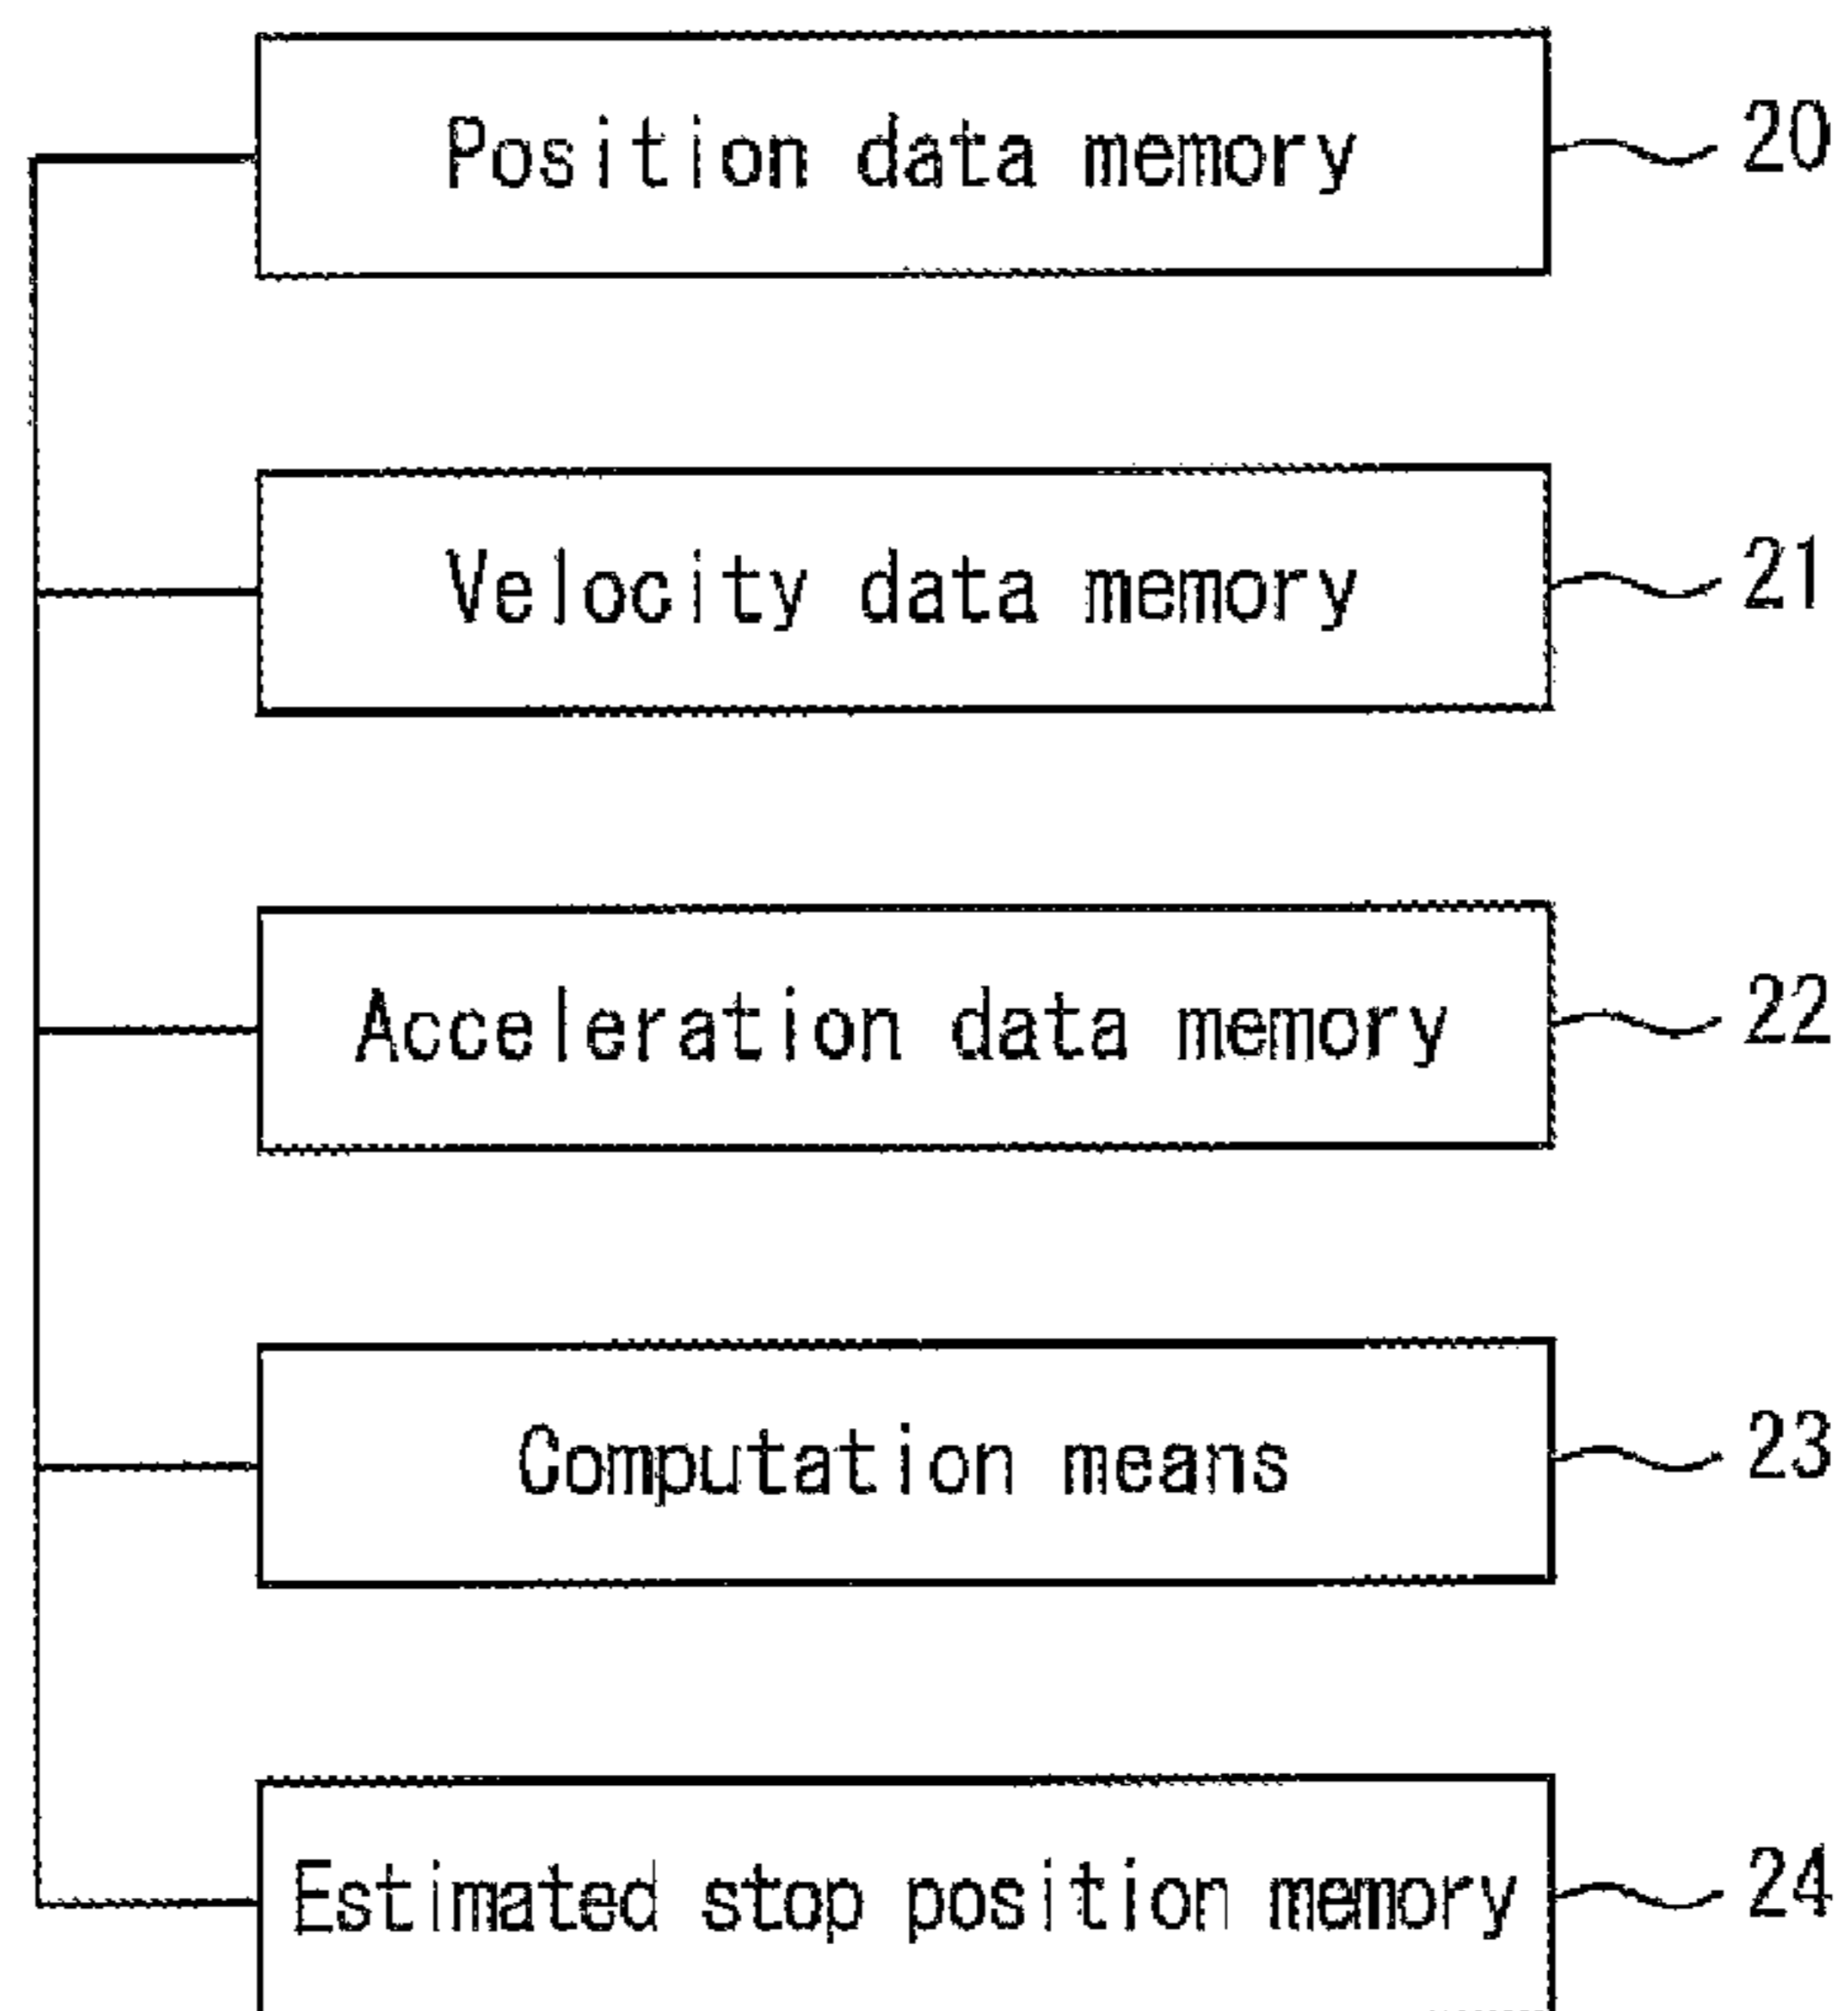 Position data memory 20
Velocity data memory 21
Acceleration data memory 22
Computation means 23
Estimated stop position memory 24